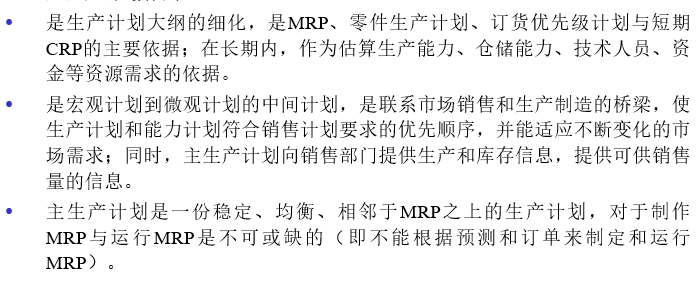 • 是生产计划大纲的细化，是MRP、零件生产计划、订货优先级计划与短期
CRP的主要依据；在长期内，作为估算生产能力、仓储能力、技术人员、资
金等资源需求的依据。
• 是宏观计划到微观计划的中间计划，是联系市场销售和生产制造的桥梁，使
生产计划和能力计划符合销售计划要求的优先顺序，并能适应不断变化的市
场需求；同时，主生产计划向销售部门提供生产和库存信息，提供可供销售
量的信息。
• 主生产计划是一份稳定、均衡、相邻于MRP之上的生产计划，对于制作
MRP与运行MRP是不可或缺的（即不能根据预测和订单来制定和运行
MRP）。